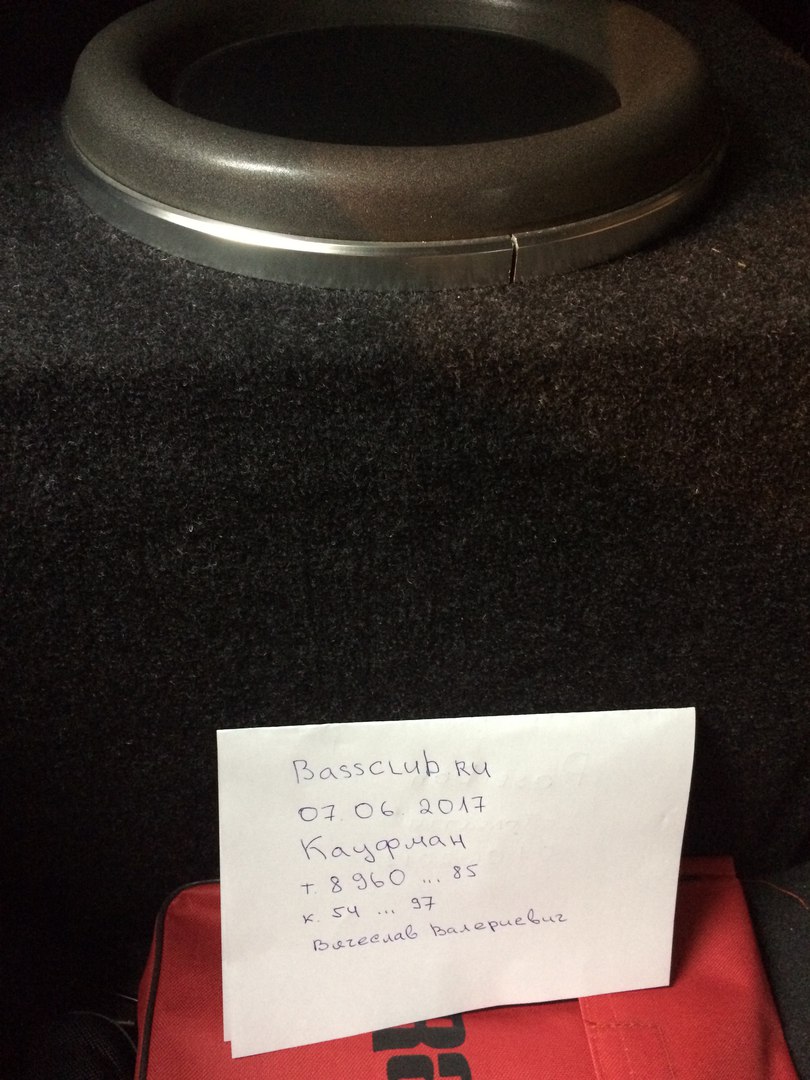 Bassclub.ru
07.06.2017
Кауфман
т. 8 960 ... 85
к. 54 ... 97
Вячеслав Валериевич